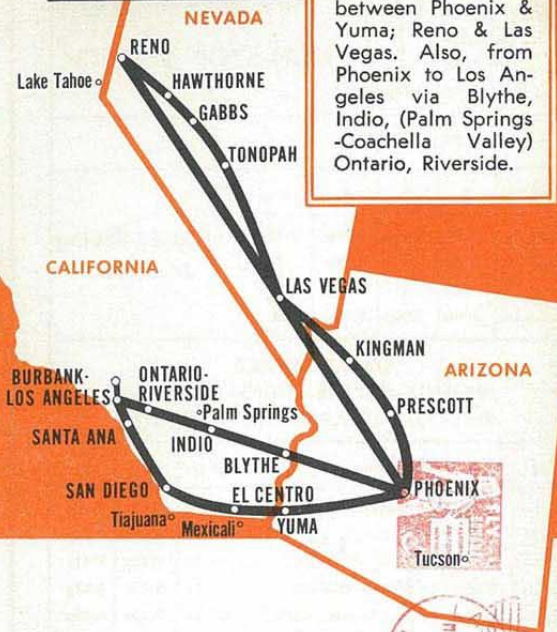 between Phoenix &
Yuma; Reno & Las
Vegas. Also, from
Phoenix to Los An-
geles via Blythe,
Indio, (Palm Springs
-Coachella Valley)
Ontario, Riverside.
NEVADA
RENO
Lake Tahoe
HAWTHORNE
GABBS
TONOPAH
CALIFORNIA
LAS VEGAS
KINGMAN
ARIZONA
BURBANK-
LOS ANGELES
ONTARIO-
RIVERSIDE
Palm Springs
PRESCOTT
SANTA ANA
INDIO
BLYTHE
SAN DIEGO
EL CENTRO
PHOENIX
Tiajuana
Mexicali
YUMA
Tucson